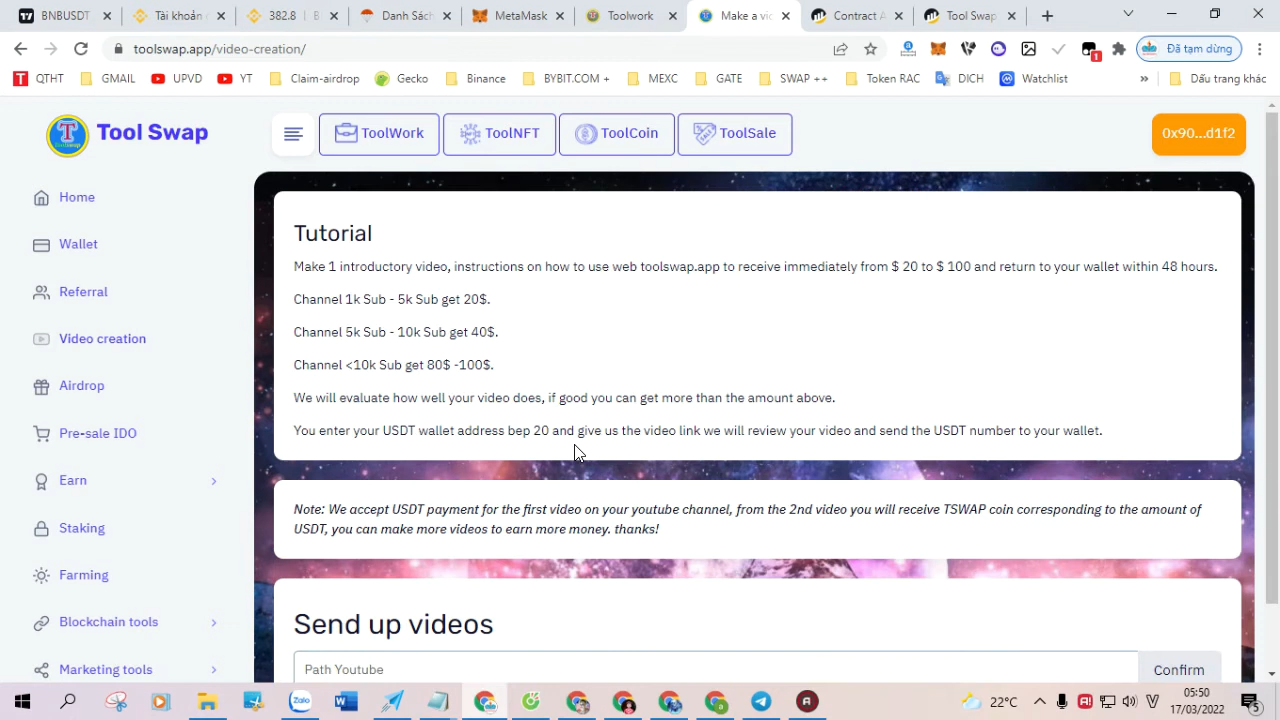 BNBUSDT
Tài khoản
382.8 | B
Danh Sách
MetaMask
Toolwork
Make a vi
Contract A
Tool Swap
toolswap.app/video-creation/
1
Đã tạm dừng
QTHT
GMAIL
UPVD
YT
Claim-airdrop
Gecko
Binance
BYBIT.COM +
MEXC
GATE
SWAP ++
Token RAC
DICH
Watchlist
»
Dấu trang khác
Tool Swap
ToolWork
ToolNFT
ToolCoin
ToolSale
0x90...d1f2
Home
Wallet
Referral
Video creation
Airdrop
Pre-sale IDO
Earn
Staking
Farming
Blockchain tools
Marketing tools
Tutorial
Make 1 introductory video, instructions on how to use web toolswap.app to receive immediately from $ 20 to $ 100 and return to your wallet within 48 hours.
Channel 1k Sub - 5k Sub get 20$.
Channel 5k Sub - 10k Sub get 40$.
Channel <10k Sub get 80$ -100$.
We will evaluate how well your video does, if good you can get more than the amount above.
You enter your USDT wallet address bep 20 and give us the video link we will review your video and send the USDT number to your wallet.
Note: We accept USDT payment for the first video on your youtube channel, from the 2nd video you will receive TSWAP coin corresponding to the amount of
USDT, you can make more videos to earn more money. thanks!
Send up videos
Path Youtube
Confirm
Zalo
22°C
05:50
17/03/2022
5